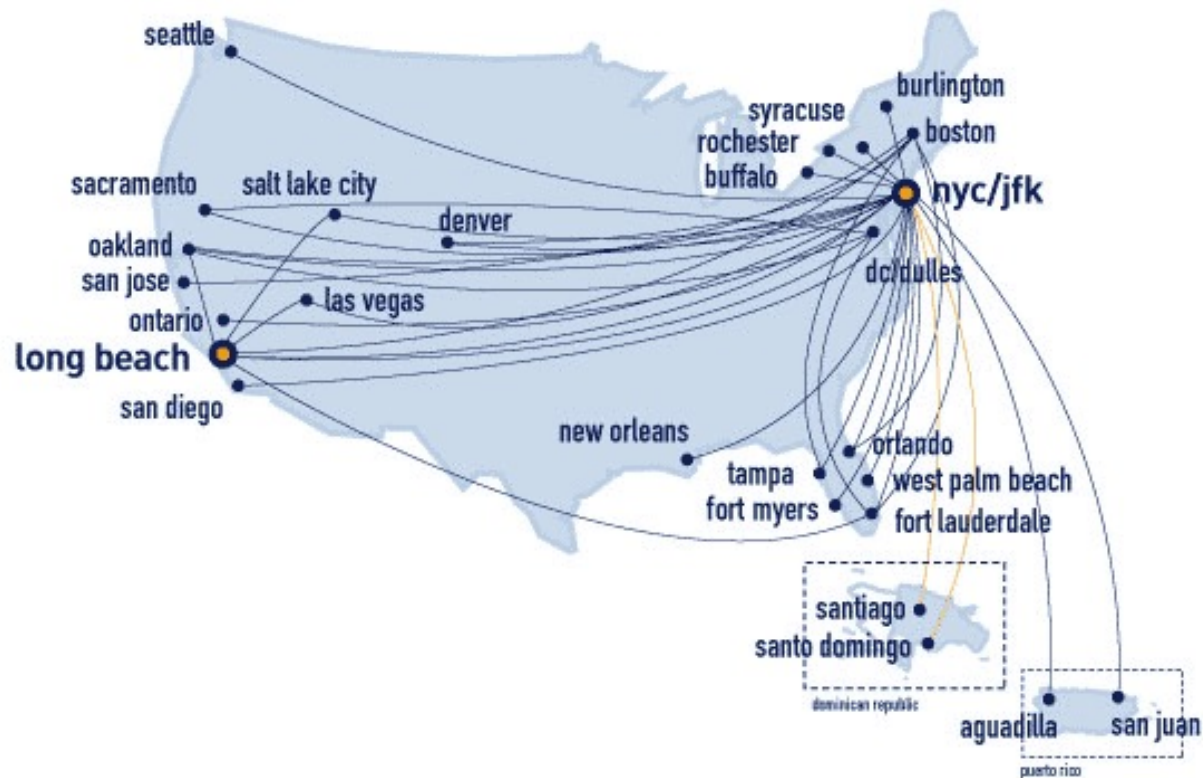 seattle
burlington
syracuse
boston
rochester
buffalo
sacramento
salt lake city
nyc/jfk
denver
oakland
dc/dulles
san jose
las vegas
ontario
long beach
san diego
new orleans
orlando
tampa
west palm beach
fort myers
fort lauderdale
santiago
santo domingo
dominican republic
aguadilla
san juan
puerto rico